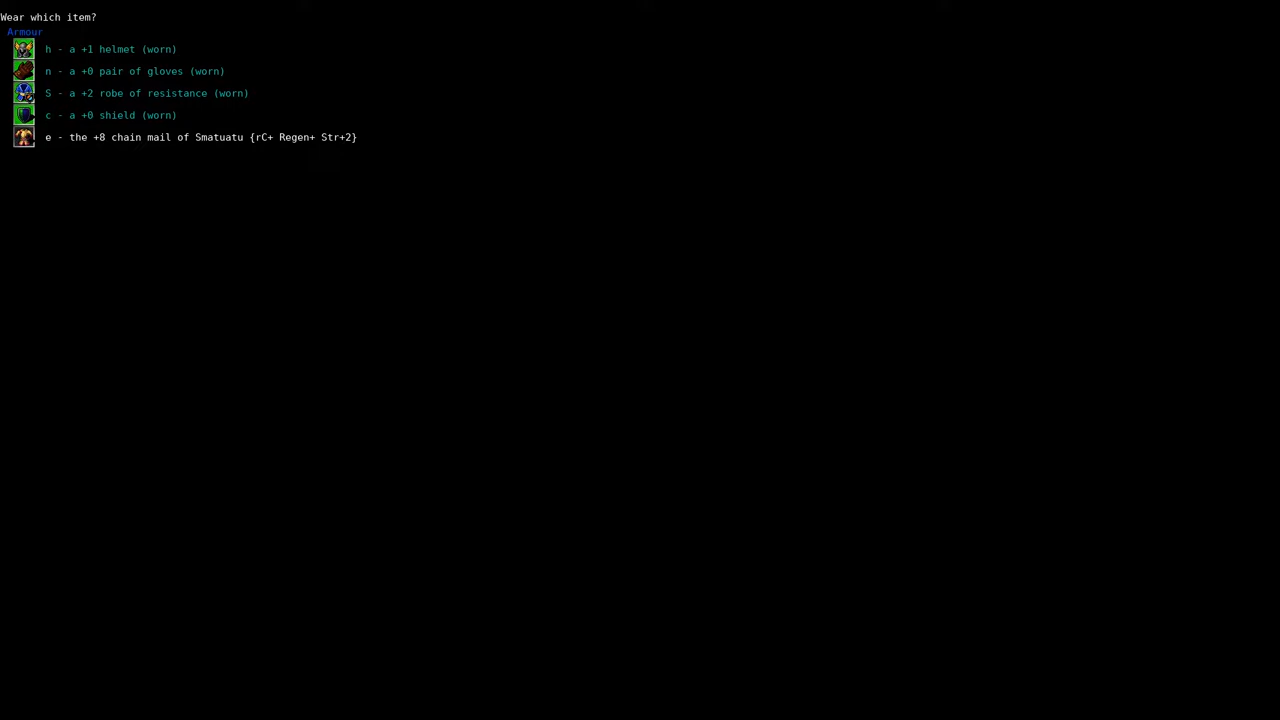 Wear which item?
Armour
h - a +1 helmet (worn)
n - a +0 pair of gloves (worn)
S - a +2 robe of resistance (worn)
c - a +0 shield (worn)
e - the +8 chain mail of Smatuatu {rC+ Regen+ Str+2}